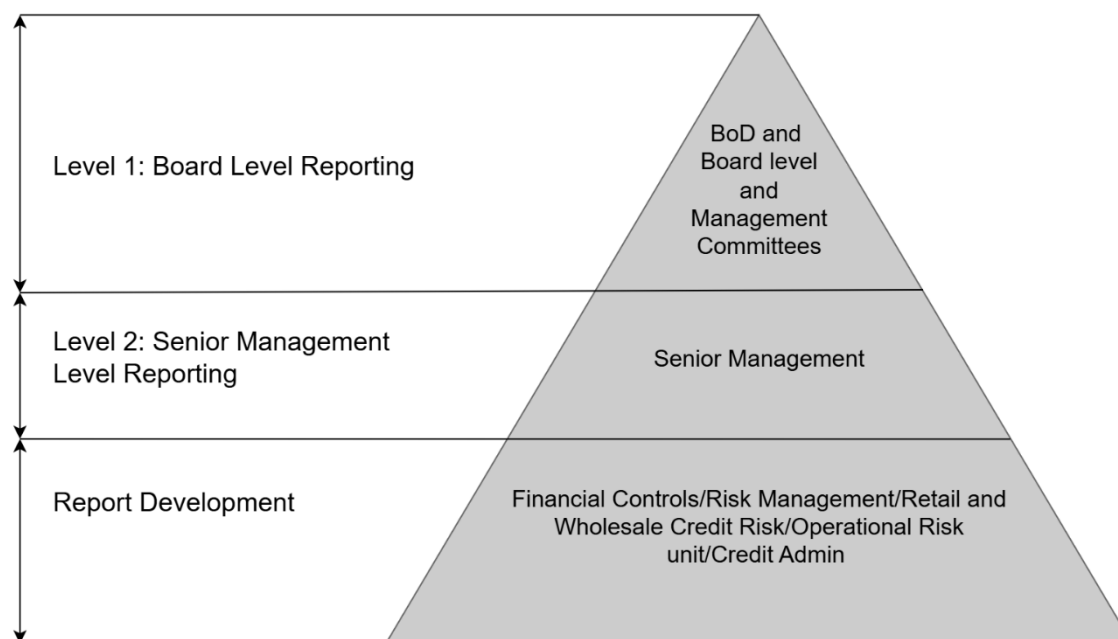 BoD and
Board level
and
Management
Committees
Level 1: Board Level Reporting
Level 2: Senior Management
Level Reporting
Senior Management
Report Development
Financial Controls/Risk Management/Retail and
Wholesale Credit Risk/Operational Risk
unit/Credit Admin